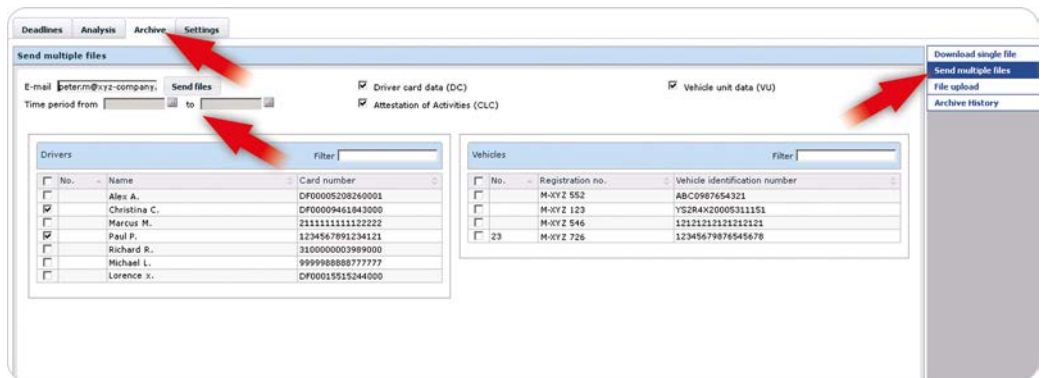 Deadlines Analysis Archive Settings
Send multiple files
E-mail peter.m@xyz-company. Send files
Driver card data (DC)
Vehicle unit data (VU)
Time period from to
Attestation of Activities (CLC)
Drivers Filter
No. Name Card number
Alex A. DF00005208260001
Christina C. DF00009461843000
Marcus M. 2111111111122222
Paul P. 1234567891234121
Richard R. 3100000003989000
Michael L. 9999988888777777
Lorence x. DF00015515244000
Vehicles Filter
No. Registration no. Vehicle identification number
M-XYZ 552 ABC0987654321
M-XYZ 123 YS2R4X20005311151
M-XYZ 546 12121212121212121
23 M-XYZ 726 12345679876545678
Download single file
Send multiple files
File upload
Archive History